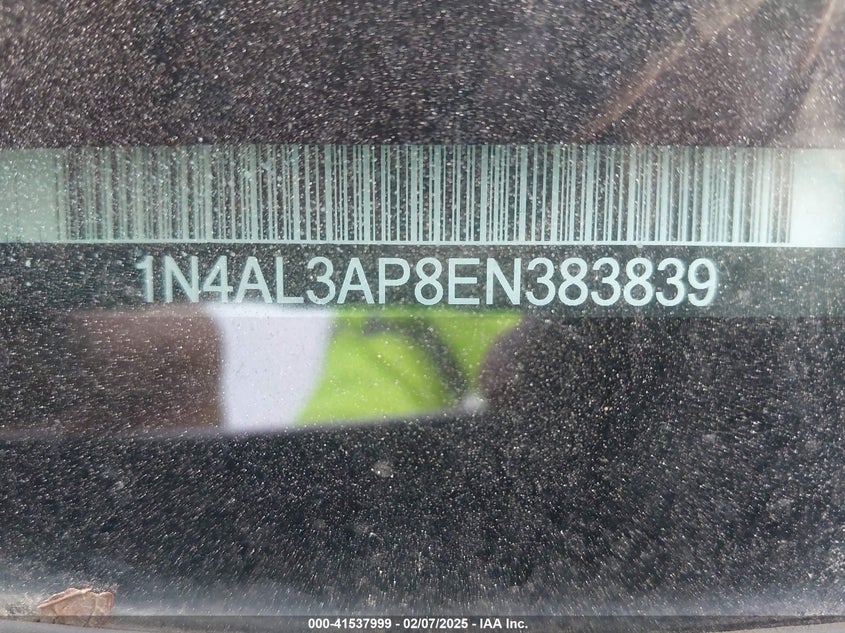 1N4AL3AP8EN383839
000-41537999 — 02/07/2025 — IAA Inc.